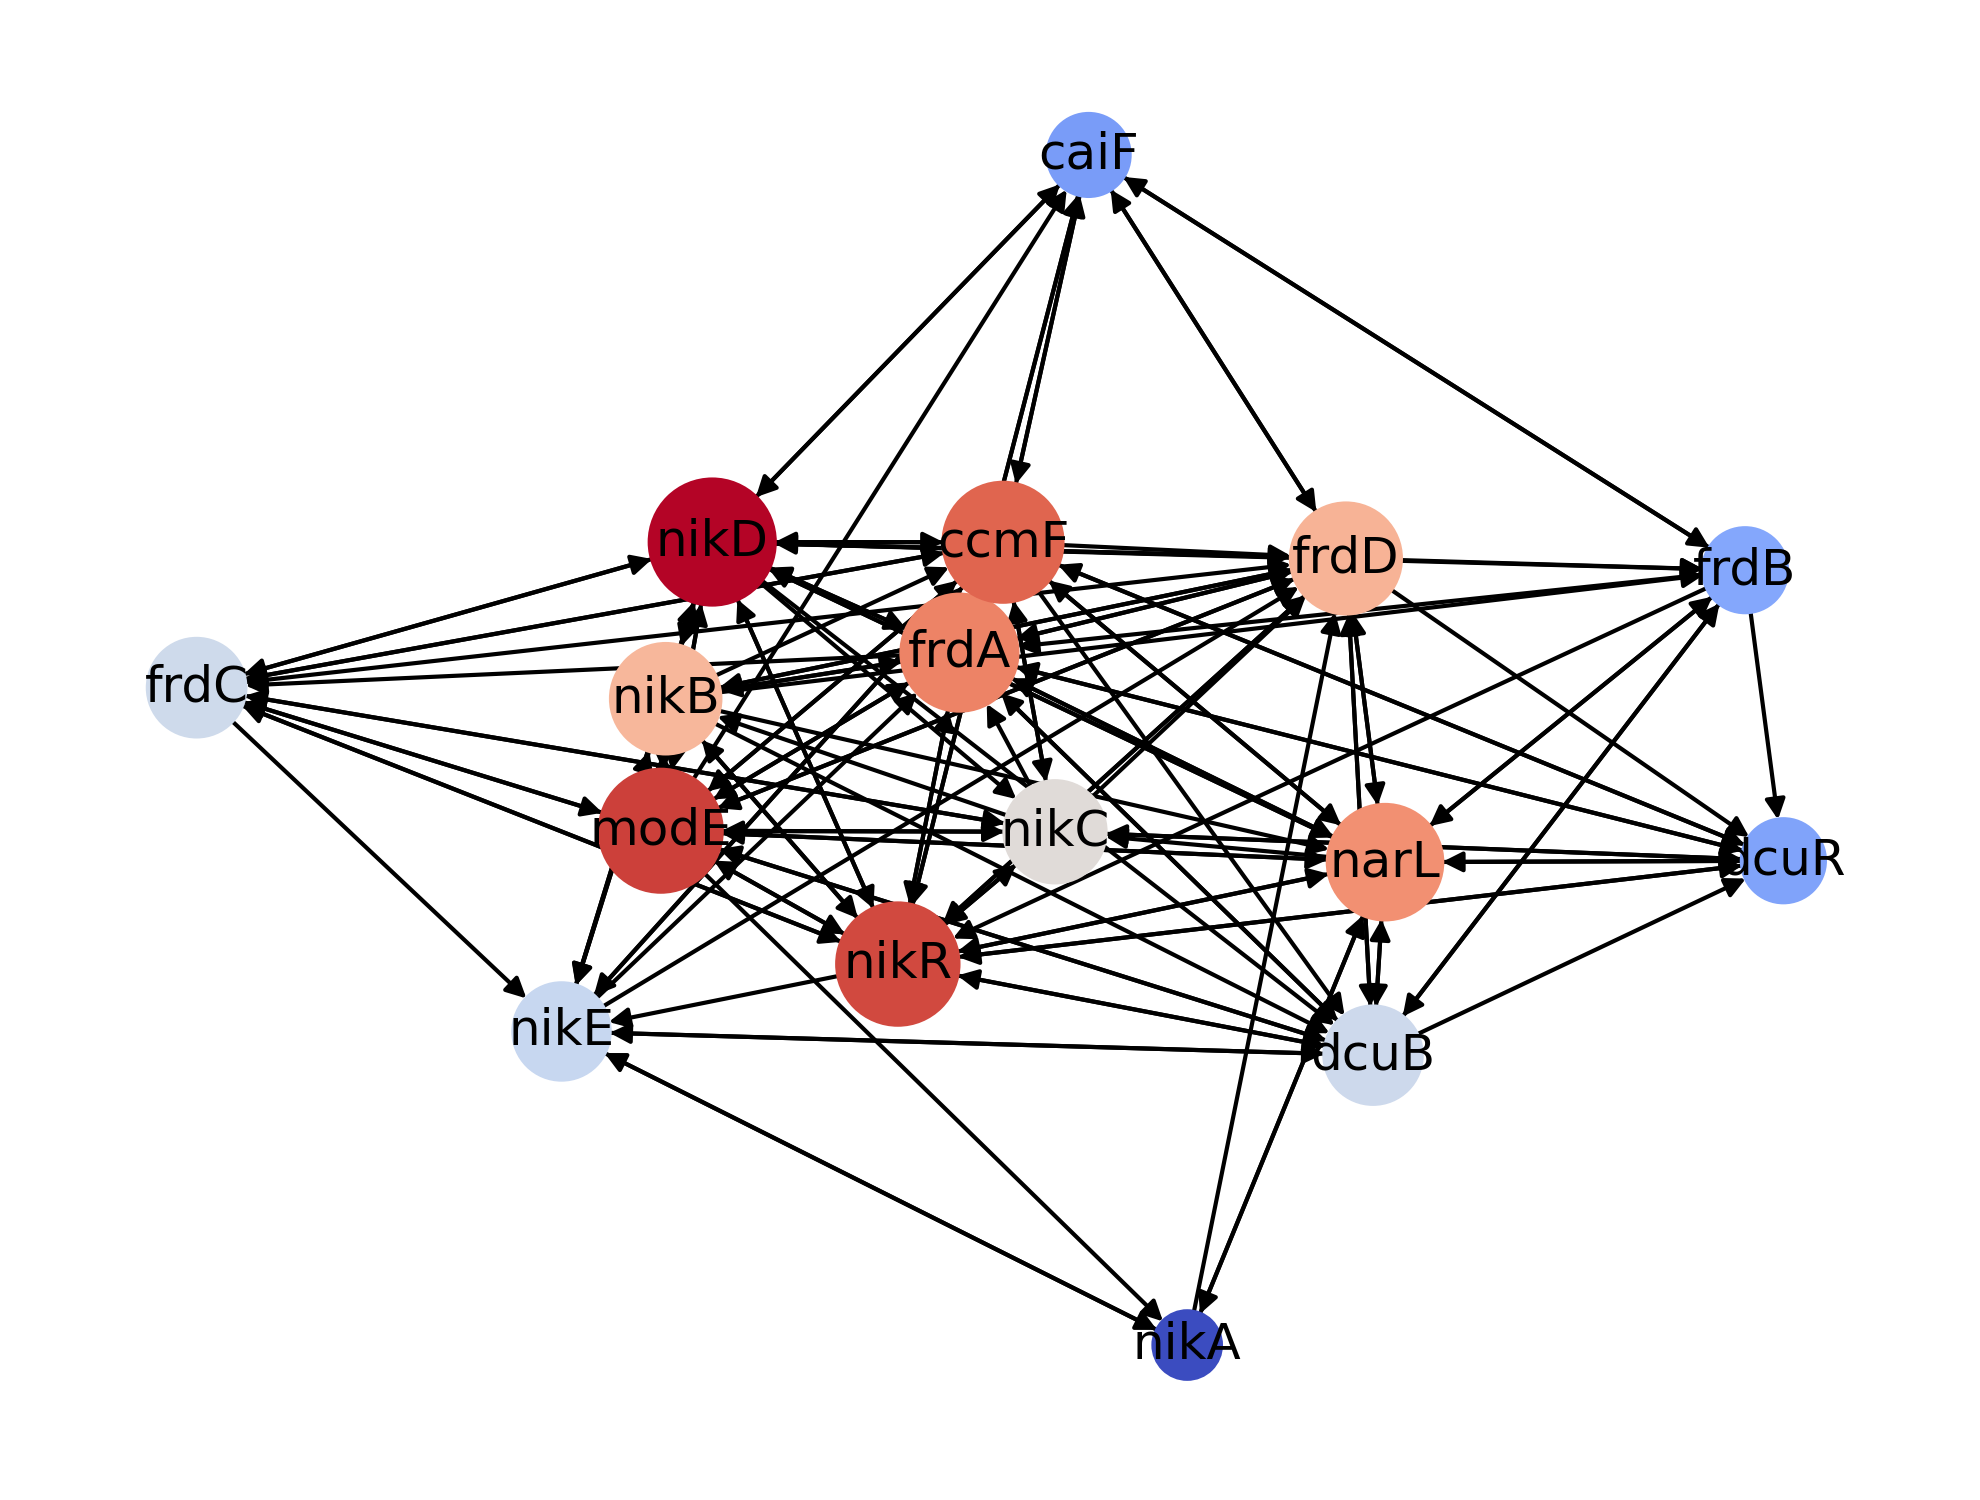 caiF
nikD
ccmF
frdD
frdB
frdA
frdC
nikB
modE
nikC
narL
dcuR
nikR
nikE
dcuB
nikA